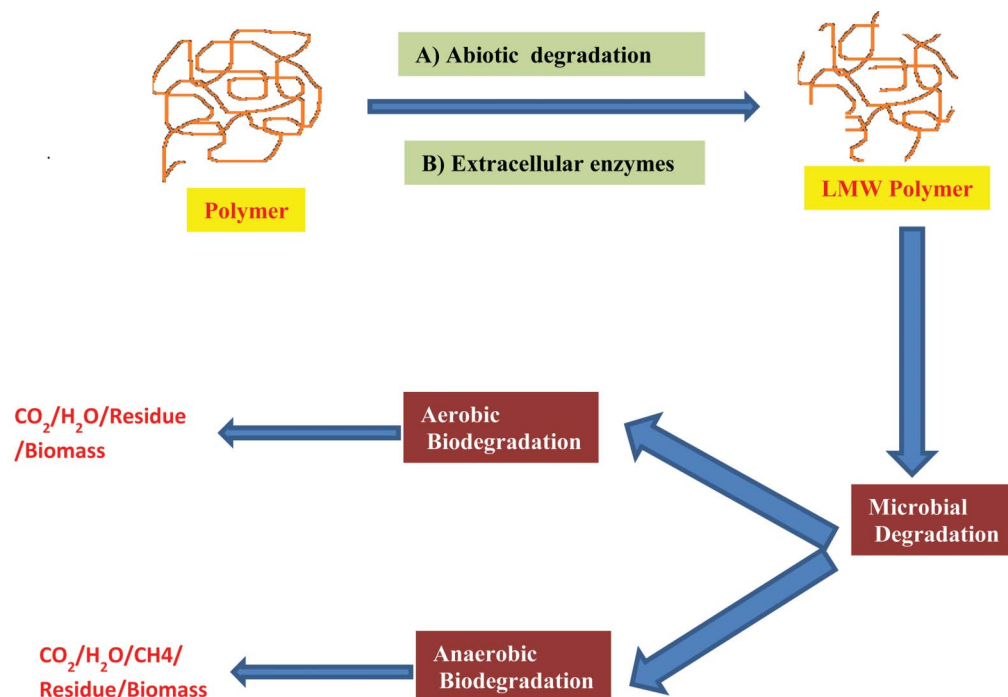 A) Abiotic degradation
B) Extracellular enzymes
Polymer
LMW Polymer
CO₂/H₂O/Residue
/Biomass
Aerobic
Biodegradation
Microbial
Degradation
CO₂/H₂O/CH4/
Residue/Biomass
Anaerobic
Biodegradation